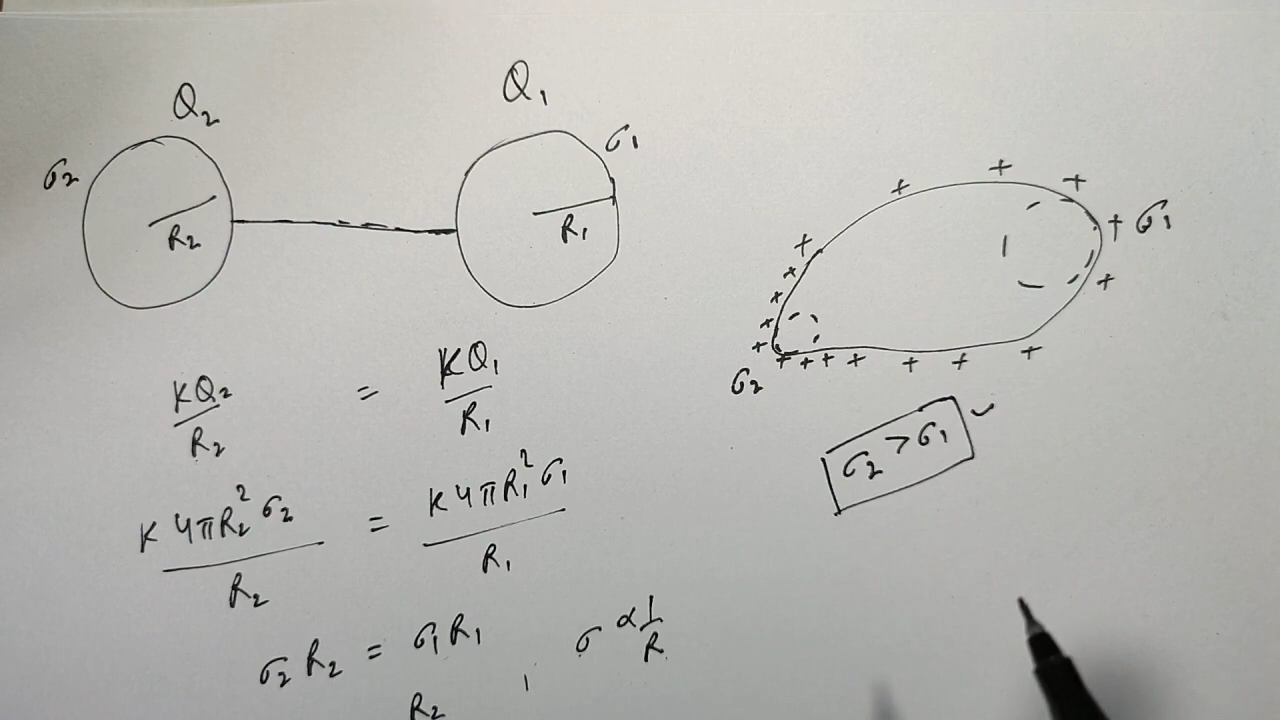 Q₂ Q₁
σ₂ σ₁
R₂ R₁
KQ₂/R₂ = KQ₁/R₁
K4πR₂²σ₂/R₂ = K4πR₁²σ₁/R₁
σ₂R₂ = σ₁R₁ , σ α 1/R
R₂
+ + + + σ₁
+ + + + + +
σ₂ + + + + + + +
σ₂ > σ₁ ✓